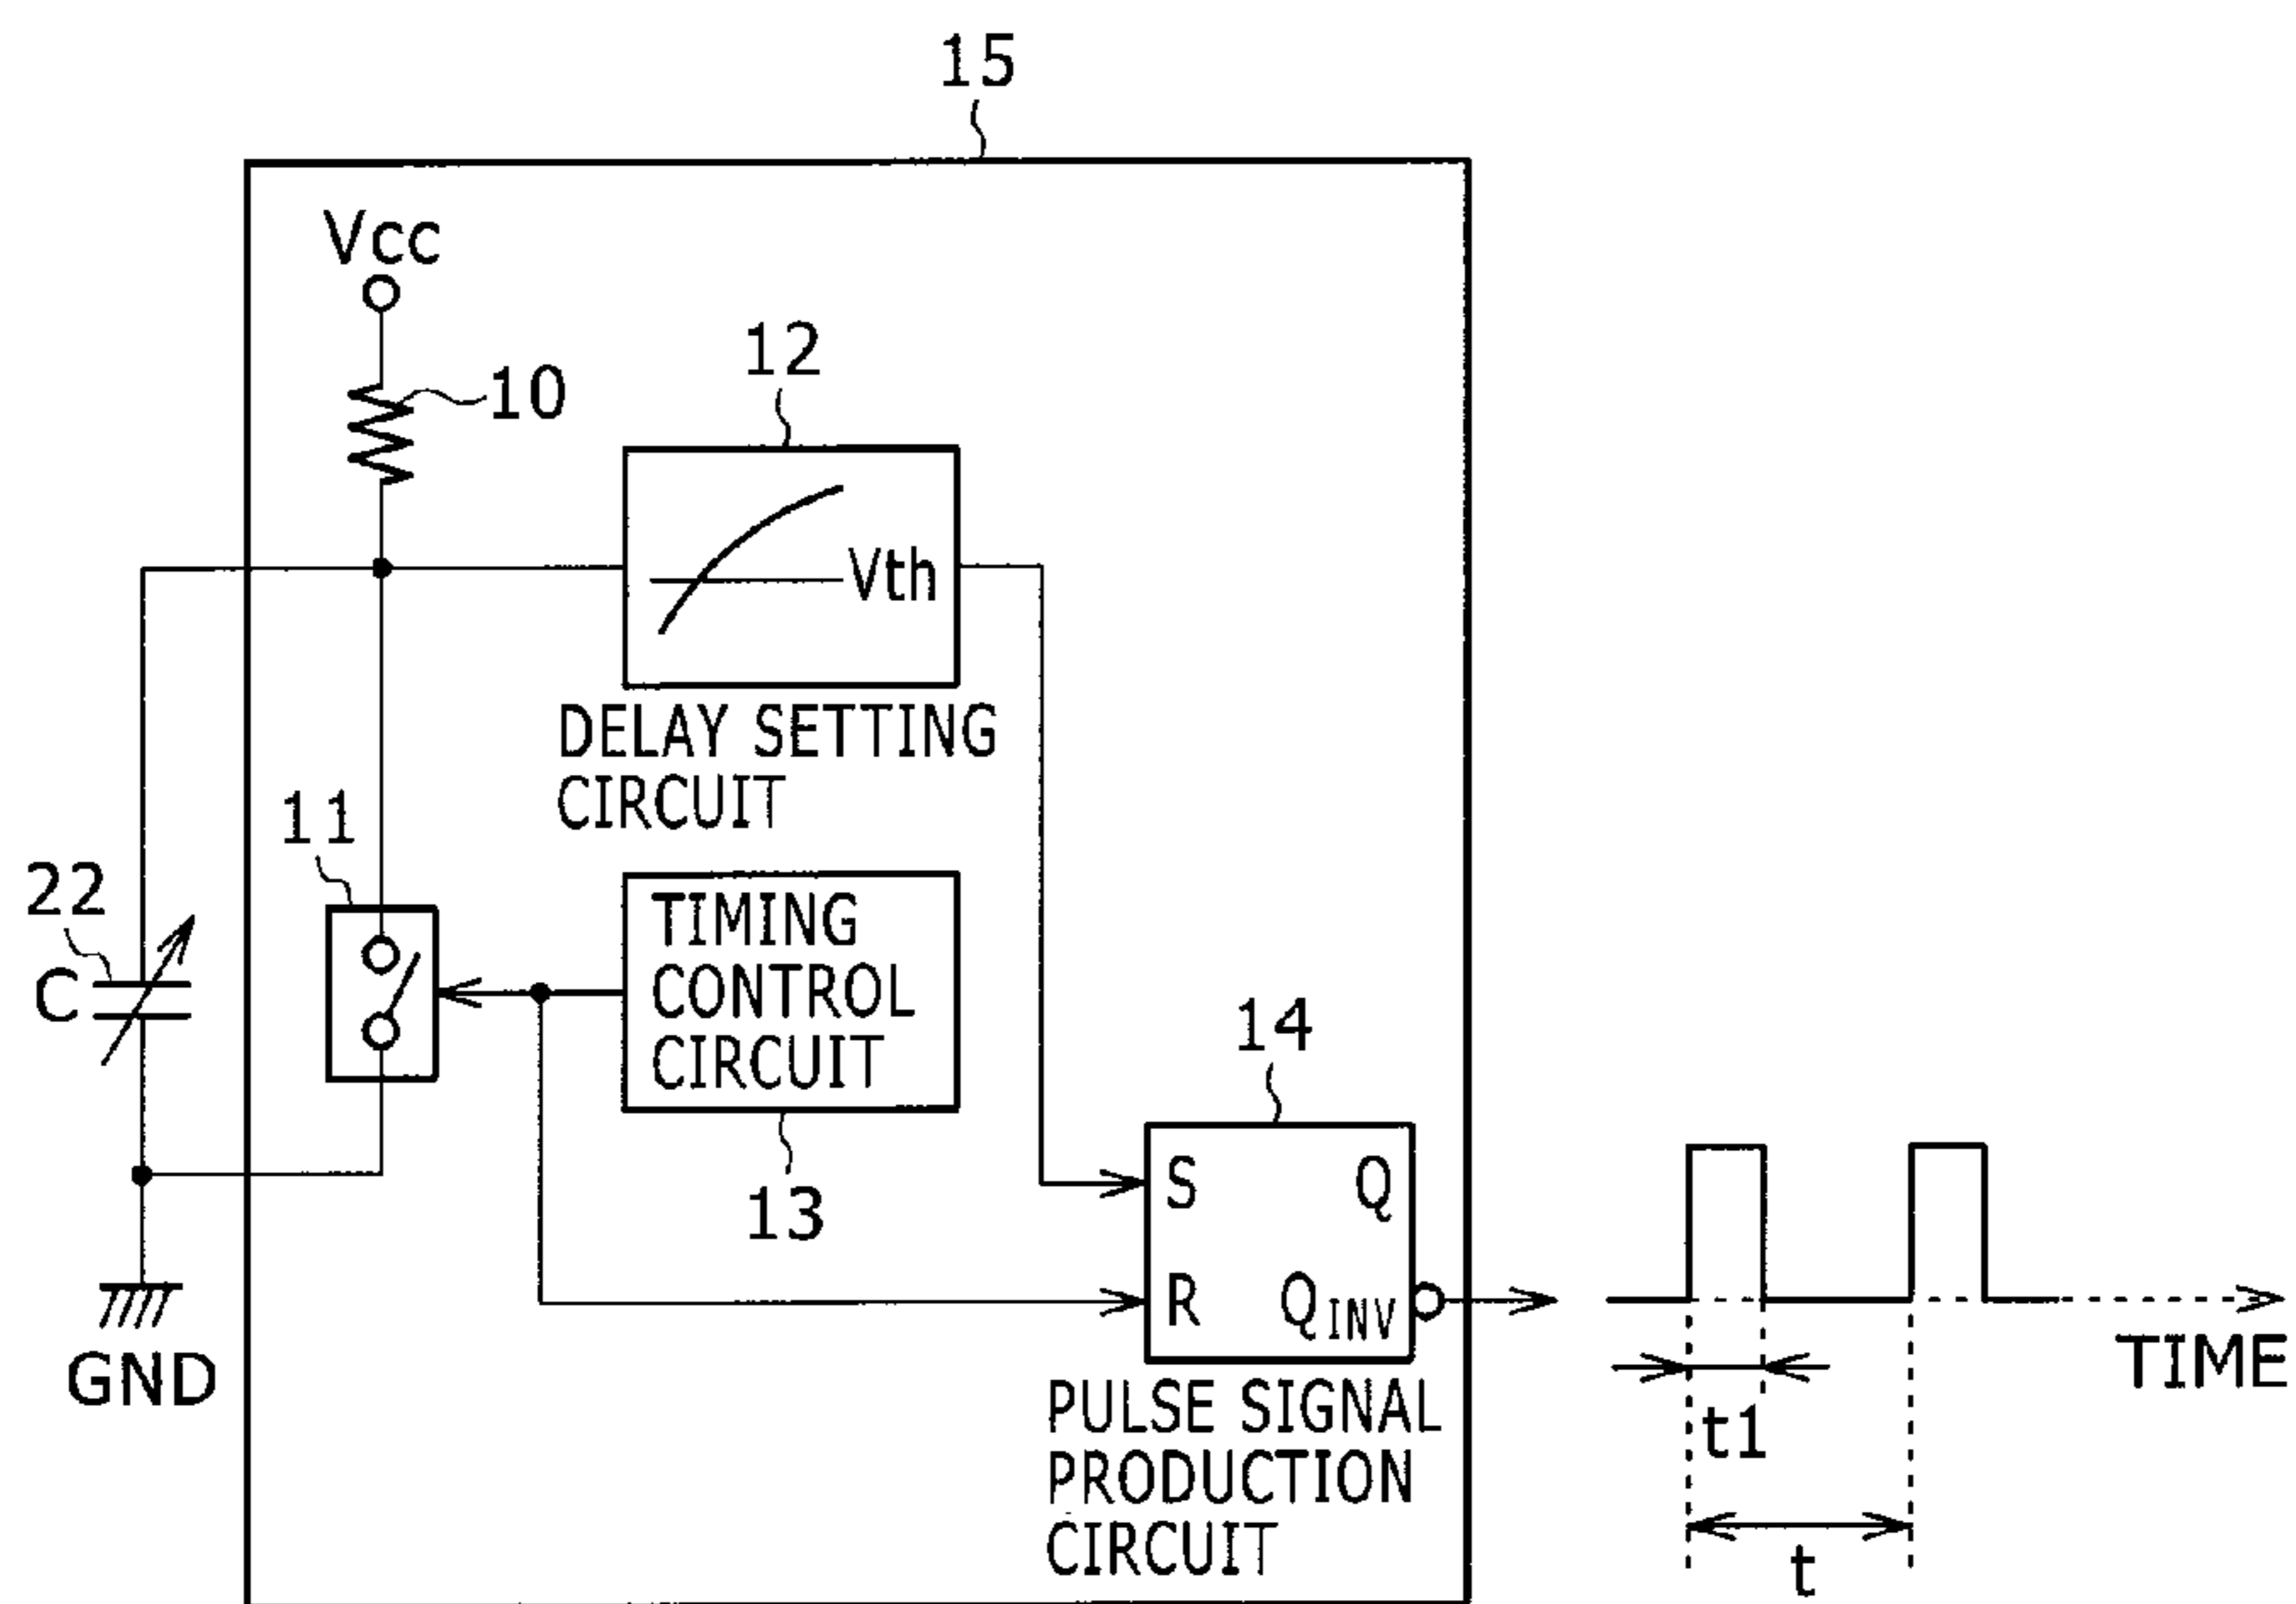 15
Vcc
10
12
Vth
DELAY SETTING
CIRCUIT
11
22
C
TIMING
CONTROL
CIRCUIT
13
14
S
Q
R
QINV
GND
PULSE SIGNAL
PRODUCTION
CIRCUIT
TIME
t1
t